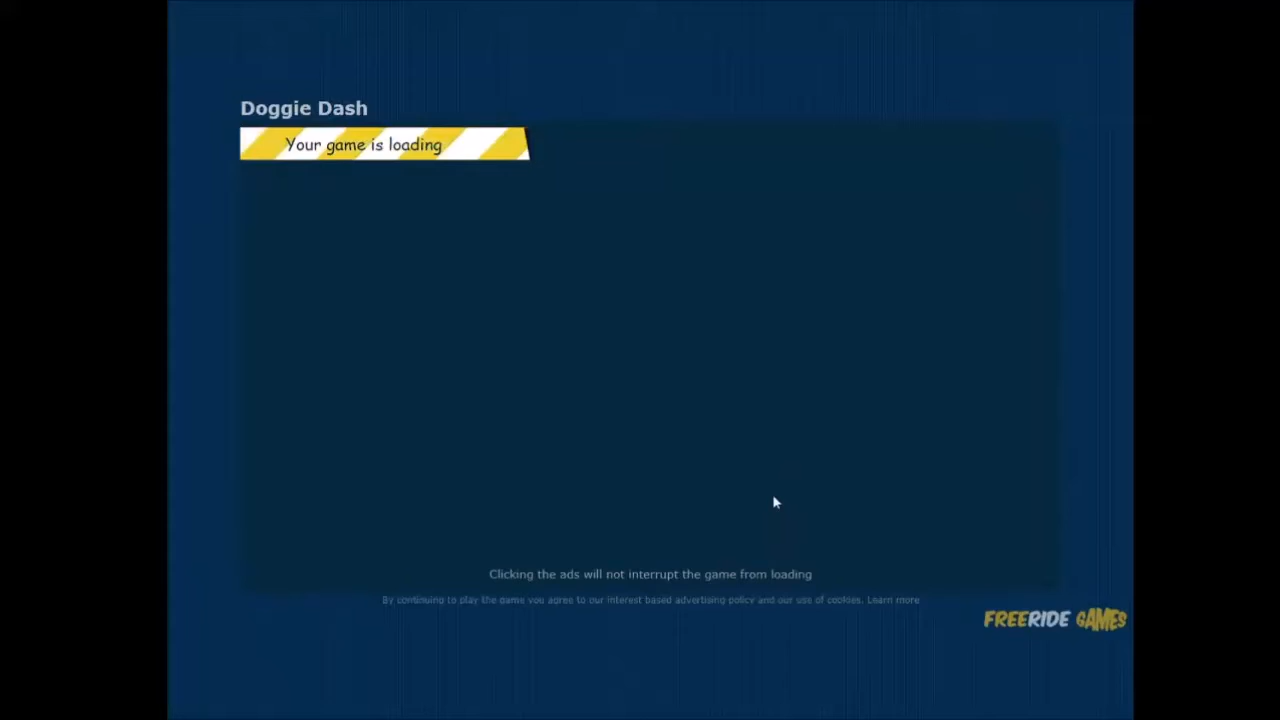 Doggie Dash
Your game is loading
Clicking the ads will not interrupt the game from loading
By continuing to play the game you agree to our interest based advertising policy and our use of cookies. Learn more
FREERIDE GAMES